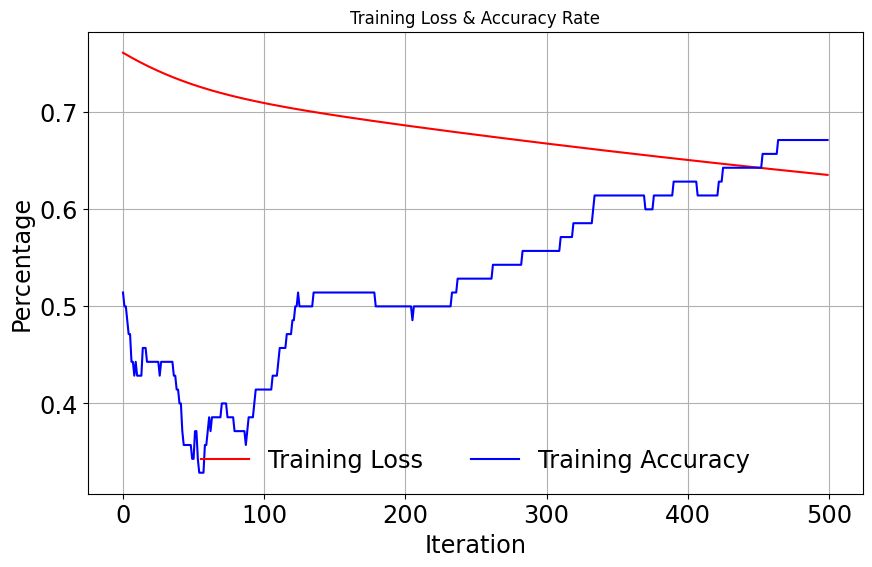 Training Loss & Accuracy Rate
0.7
0.6
0.5
0.4
Percentage
Training Loss
Training Accuracy
0 100 200 300 400 500
Iteration